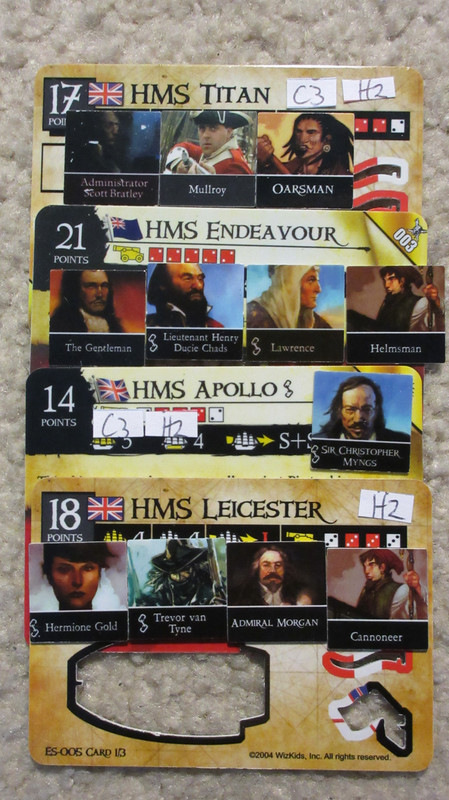 17
POINTS
HMS TITAN
C3
H2
Administrator
Scott Bratley
Mullroy
OARSMAN
21
POINTS
HMS ENDEAVOUR
003
The Gentleman
Lieutenant Henry
Ducie Chads
Lawrence
Helmsman
14
POINTS
HMS APOLLO
C3
H2
3
4
S+S
SIR CHRISTOPHER
MYNGS
18
POINTS
HMS LEICESTER
H2
Hermione Gold
Trevor van
Tyne
ADMIRAL MORGAN
Cannoneer
ES-005 CARD 1/3
©2004 WizKids, Inc. All rights reserved.